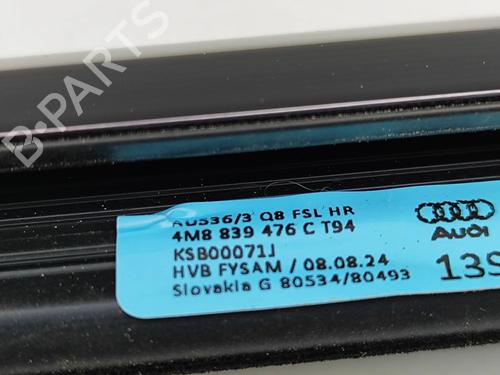 AU536/3 Q8 FSL HR
4M8 839 476 C T94
KSB00071J
HVB FYSAM / 08.08.24
Slovakia G 80534/80493
Audi
13S
B-PARTS